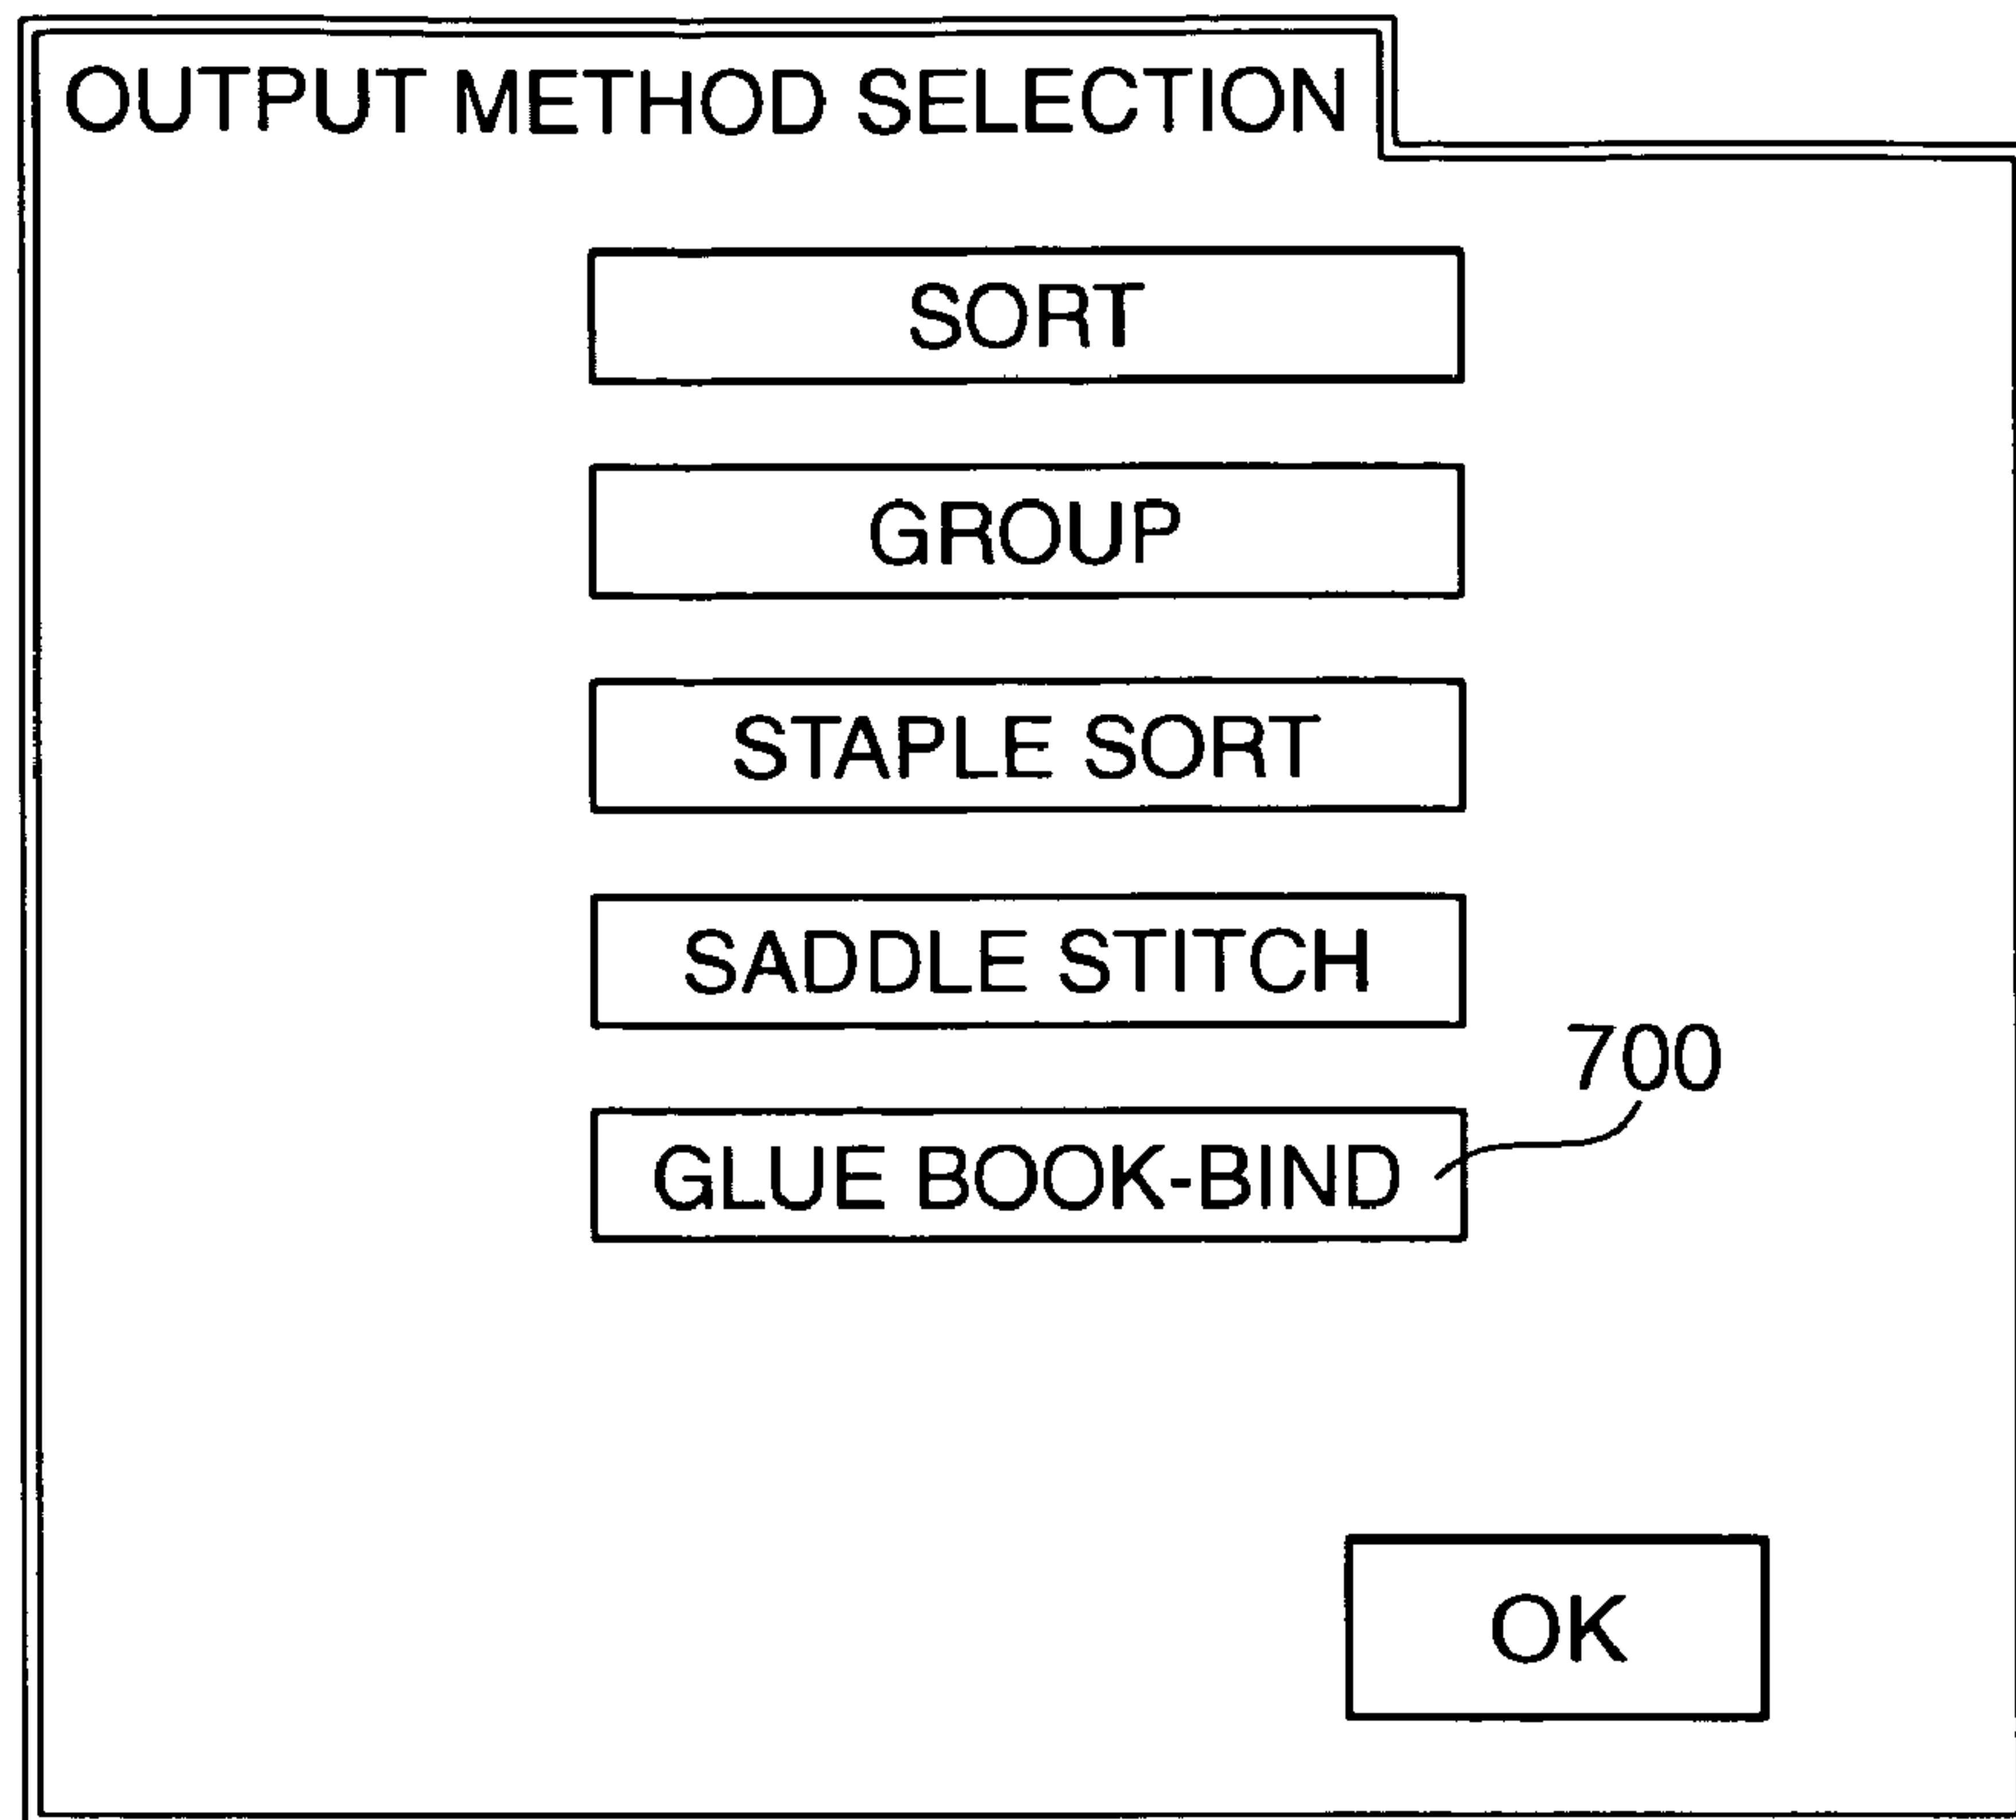 OUTPUT METHOD SELECTION
SORT
GROUP
STAPLE SORT
SADDLE STITCH
700
GLUE BOOK-BIND
OK